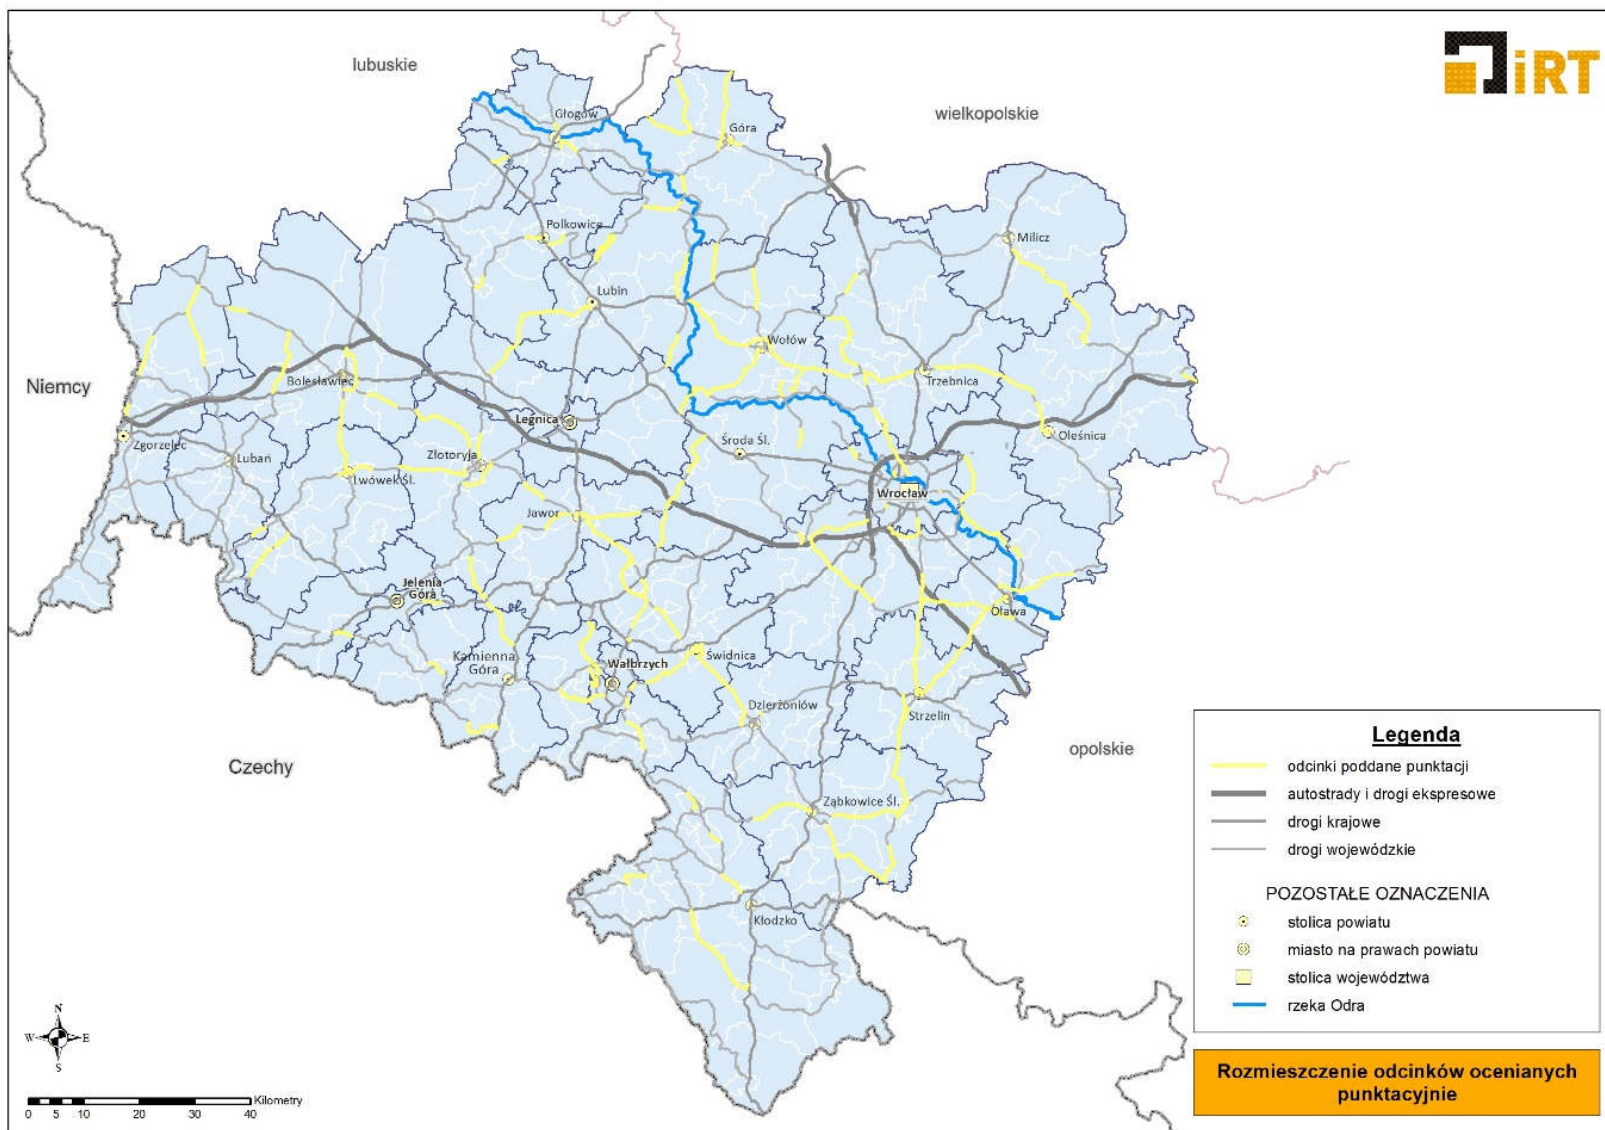 lubuskie
iRT
wielkopolskie
Głogów
Góra
Polkowice
Milicz
Lubin
Wołów
Niemcy
Bolesławiec
Trzebnica
Legnica
Zgorzelec
Lubań
Złotoryja
Środa Śl.
Oleśnica
Lwówek Śl.
Wrocław
Jawor
Jelenia
Góra
Oława
Kamienna
Góra
Wałbrzych
Świdnica
Dzierżoniów
Strzelin
Czechy
opolskie
Ząbkowice Śl.
Kłodzko
Legenda
odcinki poddane punktacji
autostrady i drogi ekspresowe
drogi krajowe
drogi wojewódzkie
POZOSTAŁE OZNACZENIA
stolica powiatu
miasto na prawach powiatu
stolica województwa
rzeka Odra
N
W E
S
Kilometry
0 5 10 20 30 40
Rozmieszczenie odcinków ocenianych
punktacyjnie